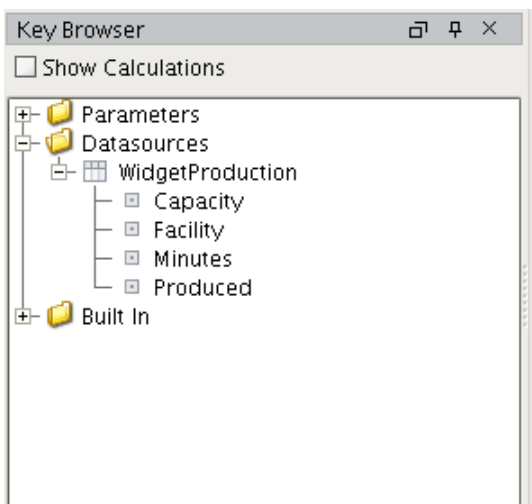 Key Browser
Show Calculations
Parameters
Datasources
WidgetProduction
Capacity
Facility
Minutes
Produced
Built In